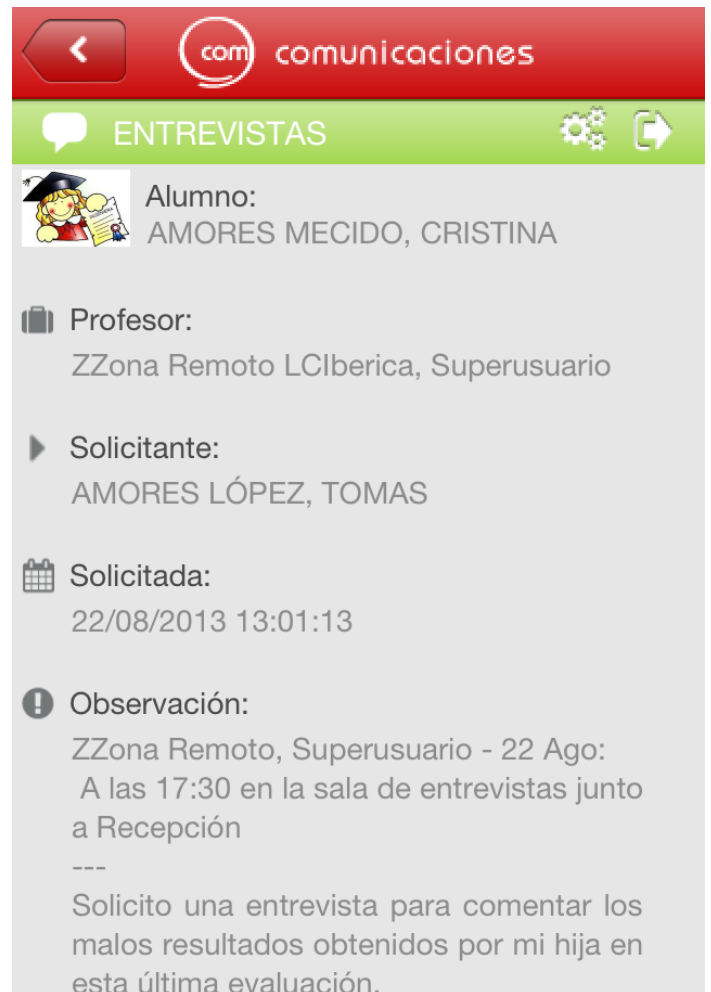 com comunicaciones
ENTREVISTAS
Alumno:
AMORES MECIDO, CRISTINA
Profesor:
ZZona Remoto LCIberica, Superusuario
Solicitante:
AMORES LÓPEZ, TOMAS
Solicitada:
22/08/2013 13:01:13
Observación:
ZZona Remoto, Superusuario - 22 Ago:
A las 17:30 en la sala de entrevistas junto
a Recepción
---
Solicito una entrevista para comentar los
malos resultados obtenidos por mi hija en
esta última evaluación.